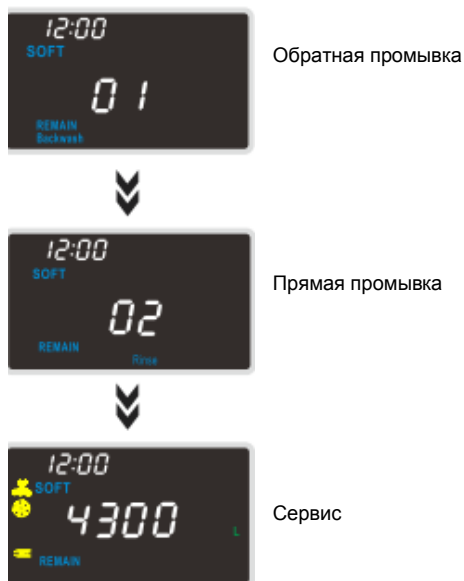 12:00
SOFT
01
Обратная промывка
REMAIN
Backwash
12:00
SOFT
02
Прямая промывка
REMAIN
Rinse
12:00
SOFT
4300 L
Сервис
REMAIN